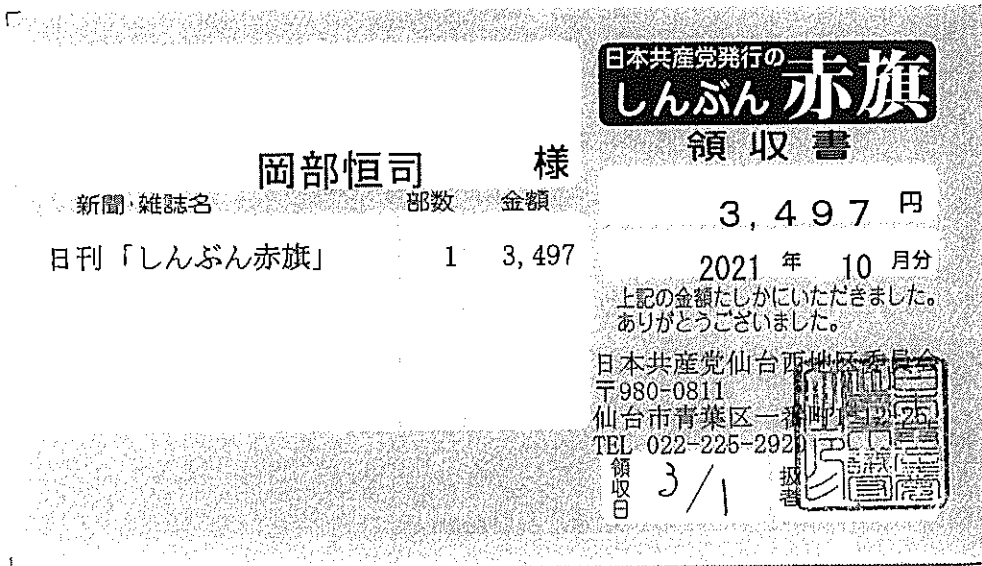 岡部恒司 様
新聞・雑誌名 部数 金額
日刊「しんぶん赤旗」 1 3,497
日本共産党発行の
しんぶん 赤旗
領収書
3,497 円
2021 年 10 月分
上記の金額たしかにいただきました。
ありがとうございました。
日本共産党仙台西地区委員会
〒980-0811
仙台市青葉区一番町1-12-25
TEL 022-225-2920
領収日 3/1 扱者